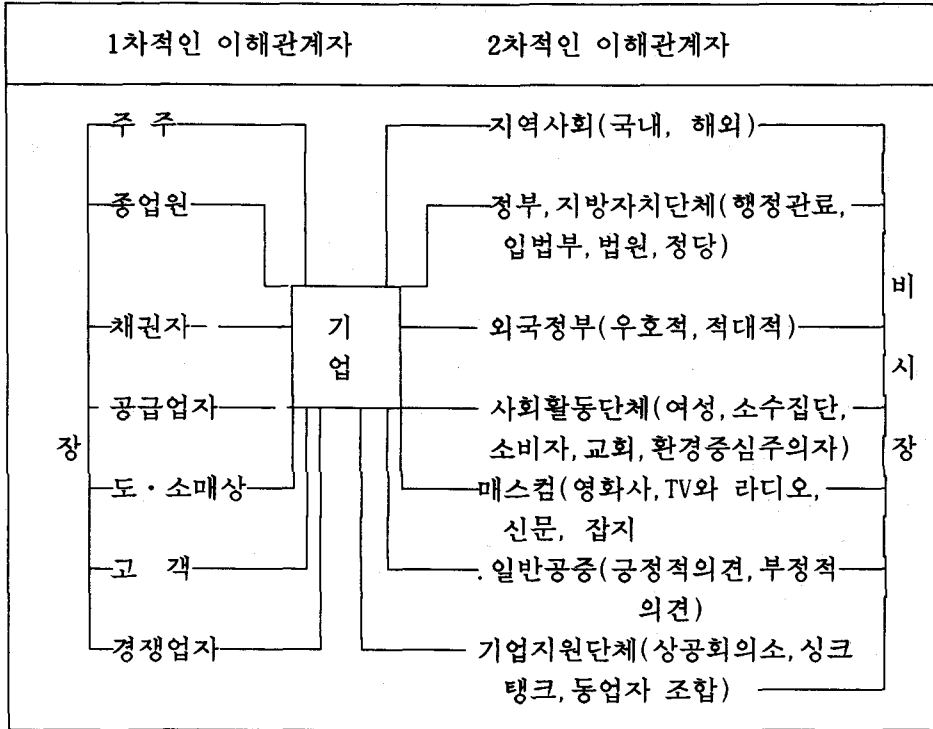 1차적인 이해관계자 2차적인 이해관계자
주 주
종업원
채권자
공급업자
도·소매상
고 객
경쟁업자
장
기
업
지역사회(국내, 해외)
정부,지방자치단체(행정관료,
입법부,법원,정당)
외국정부(우호적,적대적)
사회활동단체(여성,소수집단,
소비자,교회,환경중심주의자)
매스컴(영화사,TV와 라디오,
신문, 잡지
.일반공중(긍정적의견,부정적
의견)
기업지원단체(상공회의소,싱크
탱크,동업자 조합)
비
시
장